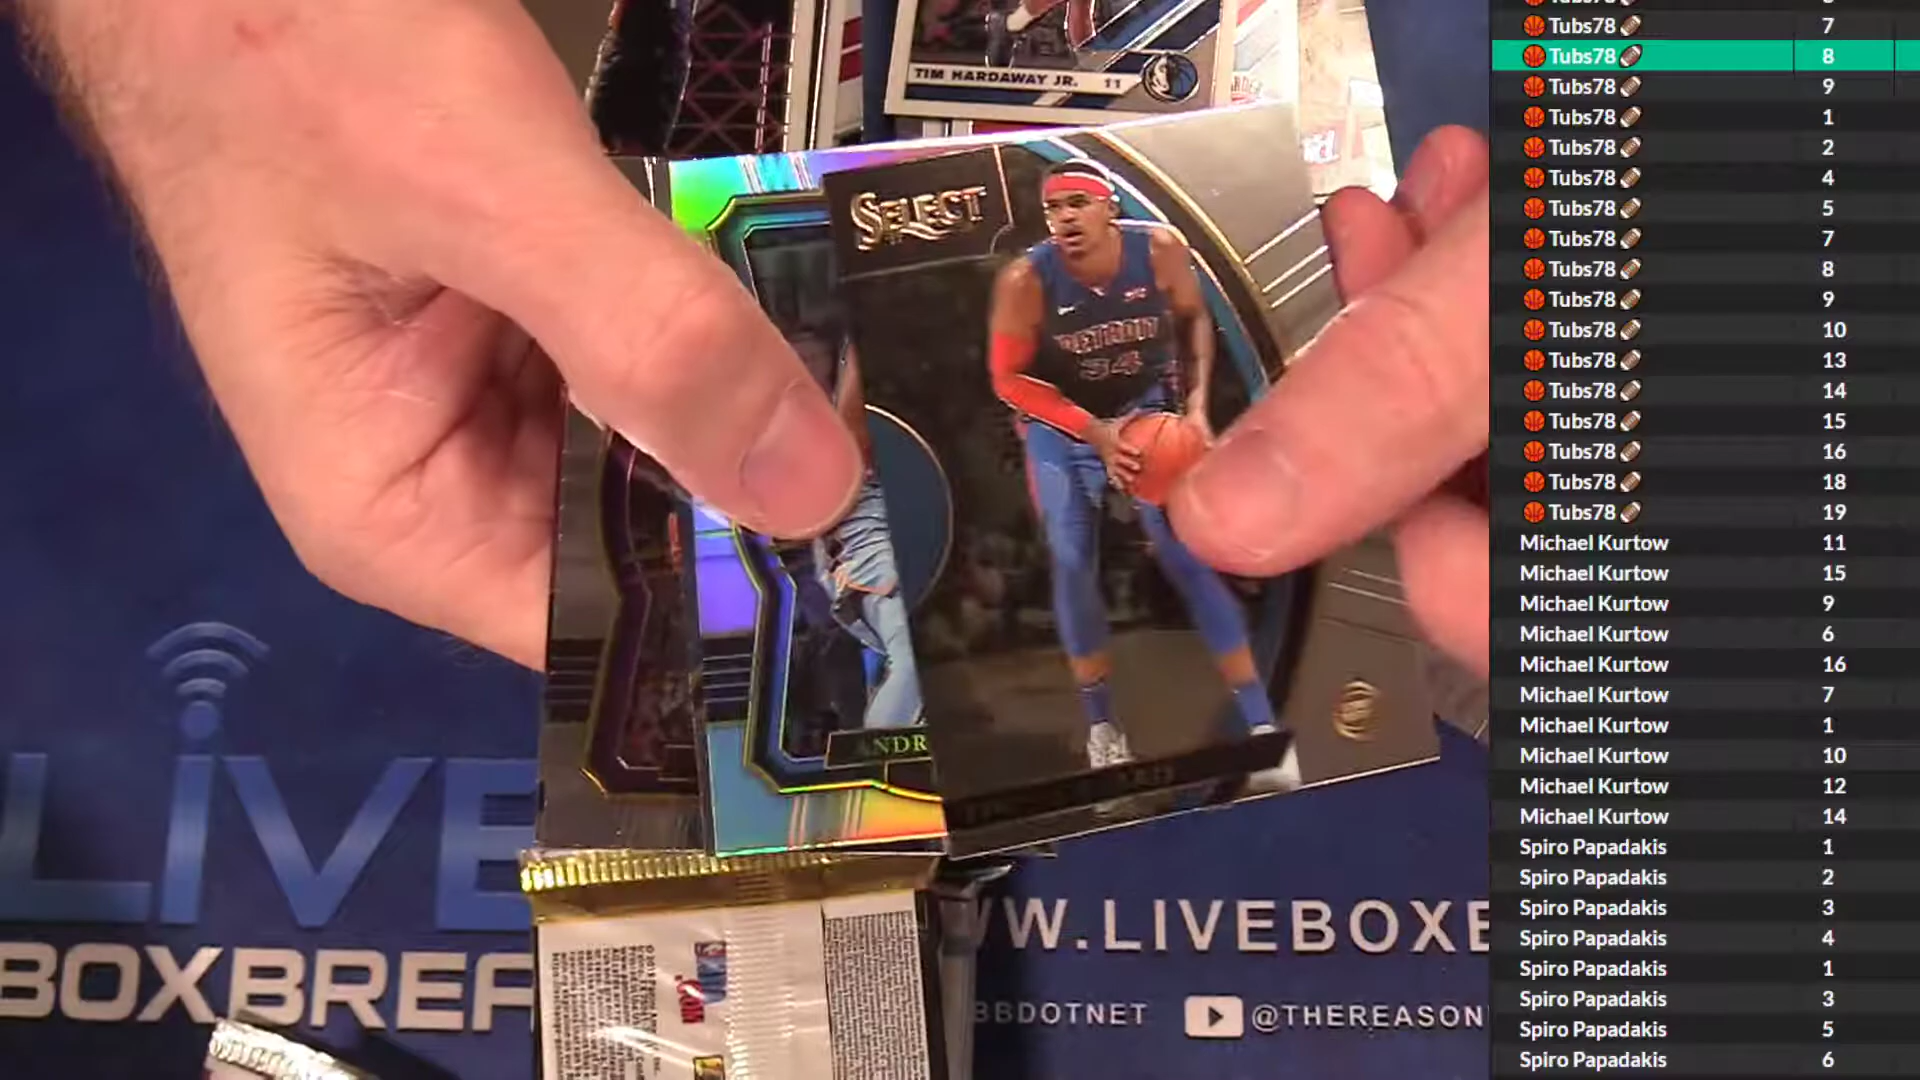 TIM HARDAWAY JR. 11
SELECT
DETROIT
34
ANDR
LIVE
BOXBREA
WW.LIVEBOXB
BBDOTNET
@THEREASON
Tubs78 7
Tubs78 8
Tubs78 9
Tubs78 1
Tubs78 2
Tubs78 4
Tubs78 5
Tubs78 7
Tubs78 8
Tubs78 9
Tubs78 10
Tubs78 13
Tubs78 14
Tubs78 15
Tubs78 16
Tubs78 18
Tubs78 19
Michael Kurtow 11
Michael Kurtow 15
Michael Kurtow 9
Michael Kurtow 6
Michael Kurtow 16
Michael Kurtow 7
Michael Kurtow 1
Michael Kurtow 10
Michael Kurtow 12
Michael Kurtow 14
Spiro Papadakis 1
Spiro Papadakis 2
Spiro Papadakis 3
Spiro Papadakis 4
Spiro Papadakis 1
Spiro Papadakis 3
Spiro Papadakis 5
Spiro Papadakis 6